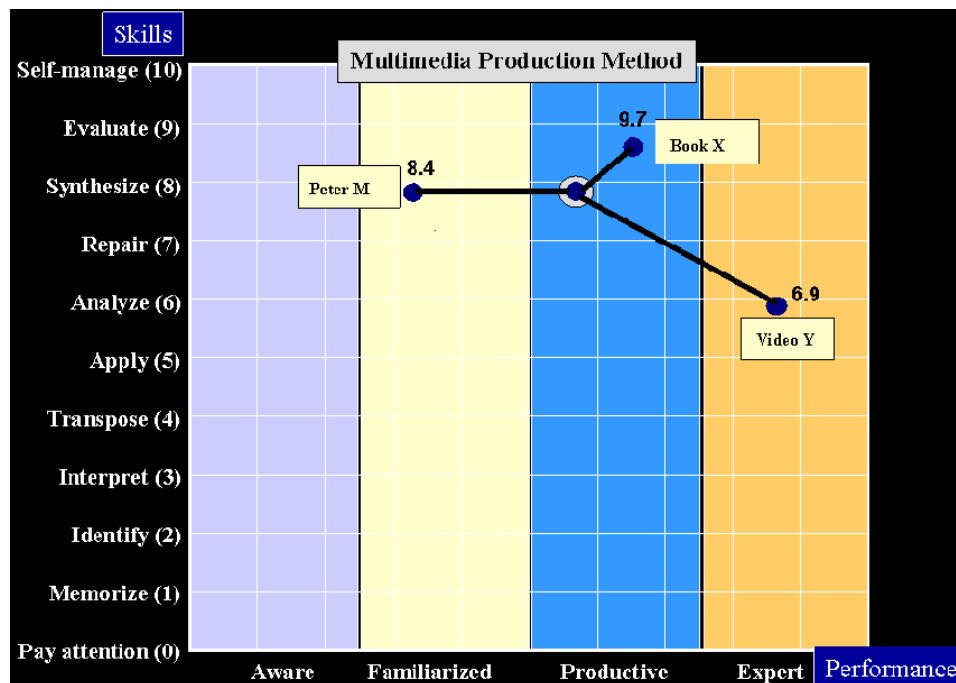 Skills
Multimedia Production Method
Self-manage (10)
Evaluate (9)
9.7
Book X
8.4
Peter M
Synthesize (8)
Repair (7)
Analyze (6)
6.9
Video Y
Apply (5)
Transpose (4)
Interpret (3)
Identify (2)
Memorize (1)
Pay attention (0)
Aware Familiarized Productive Expert Performance